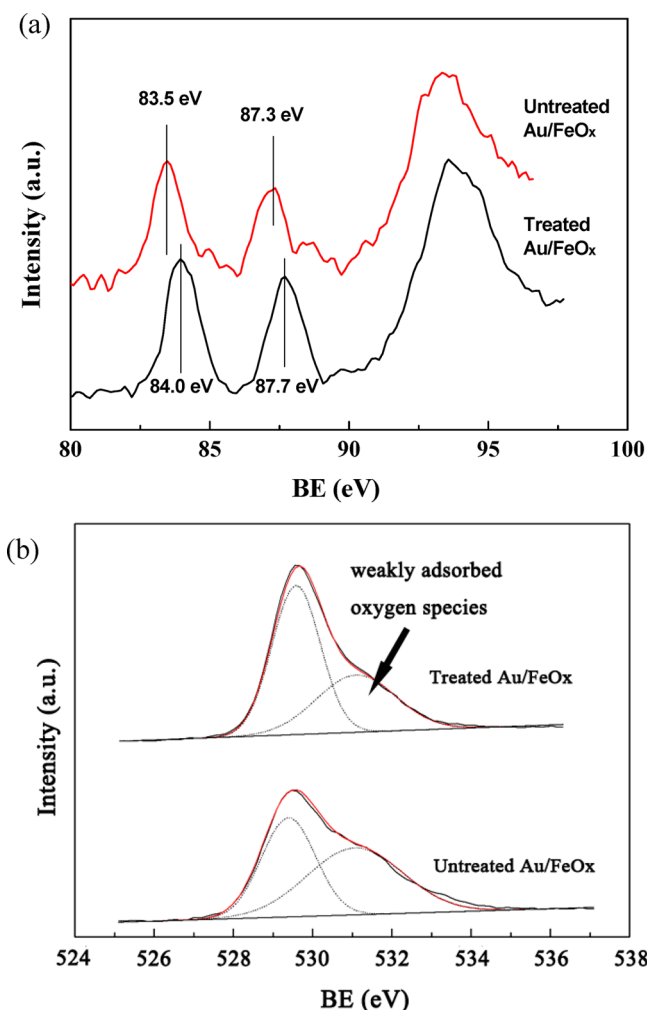 (a)
83.5 eV
87.3 eV
Untreated
Au/FeOx
Treated
Au/FeOx
84.0 eV
87.7 eV
Intensity (a.u.)
80 85 90 95 100
BE (eV)
(b)
weakly adsorbed
oxygen species
Treated Au/FeOx
Untreated Au/FeOx
Intensity (a.u.)
524 526 528 530 532 534 536 538
BE (eV)